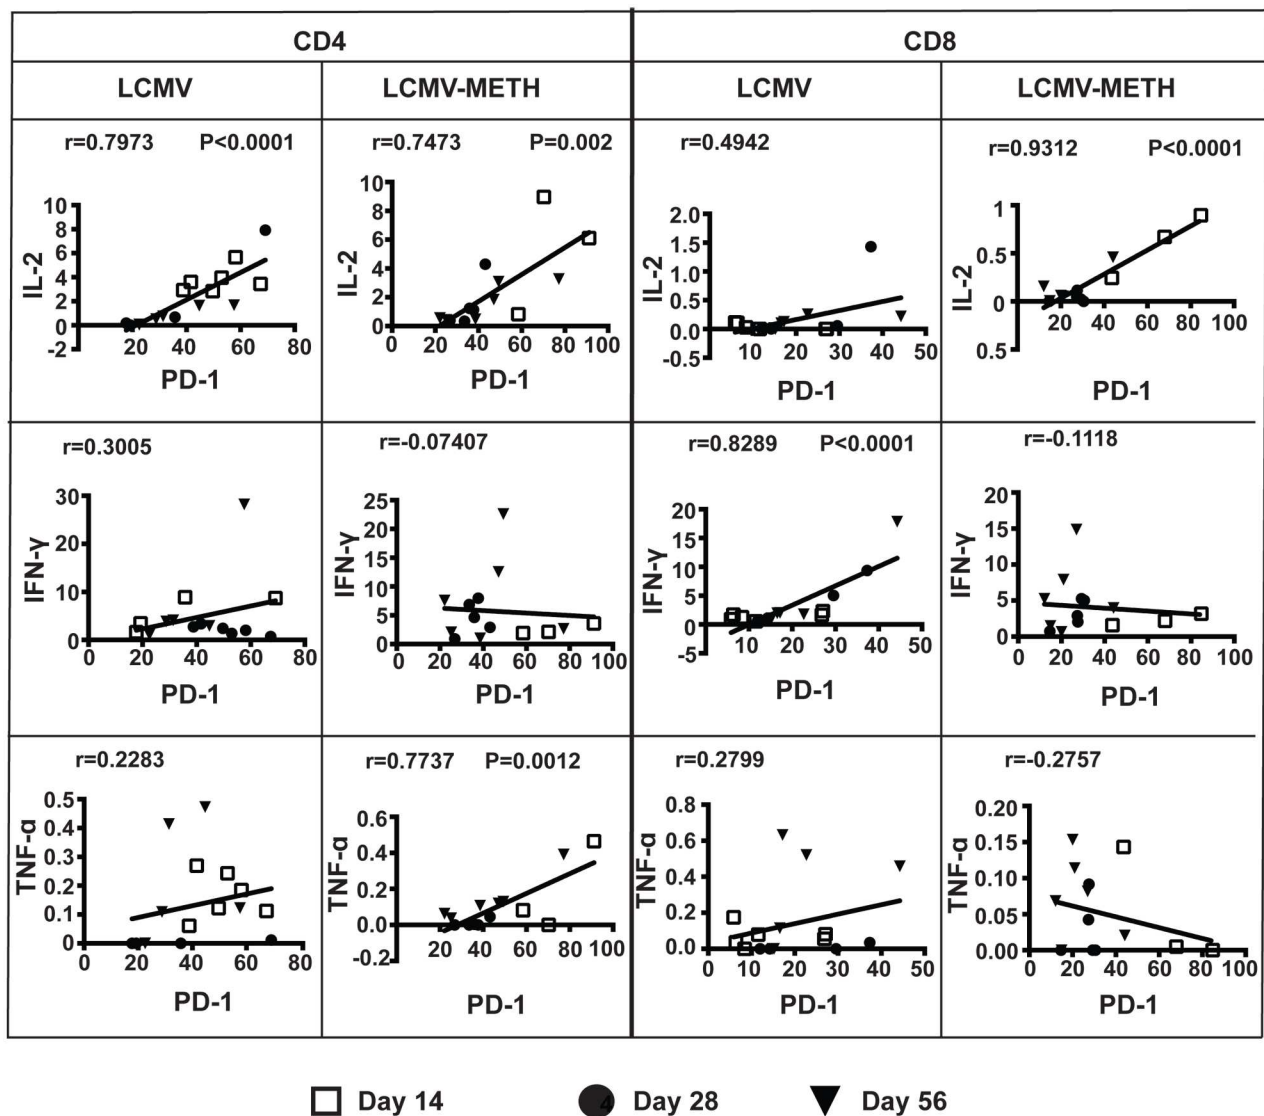 CD4 CD8
LCMV LCMV-METH LCMV LCMV-METH
r=0.7973 P<0.0001
IL-2
10
8
6
4
2
0
-2
40 60 80
PD-1
r=0.7473 P=0.002
IL-2
10
8
6
4
2
0
0 20 40 60 80 100
PD-1
r=0.4942
IL-2
2.0
1.5
1.0
0.5
0.0
-0.5
20 30 40 50
PD-1
r=0.9312 P<0.0001
IL-2
1
0.5
0
0.5
20 40 60 80 100
PD-1
r=0.3005
IFN-γ
30
20
10
0
0 20 40 60 80
PD-1
r=-0.07407
IFN-γ
25
20
15
10
5
0
0 20 40 60 80 100
PD-1
r=0.8289 P<0.0001
IFN-γ
20
15
10
5
0
-5
10 20 30 40 50
PD-1
r=-0.1118
IFN-γ
20
15
10
5
0
0 20 40 60 80 100
PD-1
r=0.2283
TNF-α
0.5
0.4
0.3
0.2
0.1
0
0 20 40 60 80
PD-1
r=0.7737 P=0.0012
TNF-α
0.6
0.4
0.2
0.0
-0.2
20 40 60 80 100
PD-1
r=0.2799
TNF-α
0.8
0.6
0.4
0.2
0.0
0 10 20 30 40 50
PD-1
r=-0.2757
TNF-α
0.20
0.15
0.10
0.05
0.00
0 20 40 60 80 100
PD-1
Day 14 Day 28 Day 56